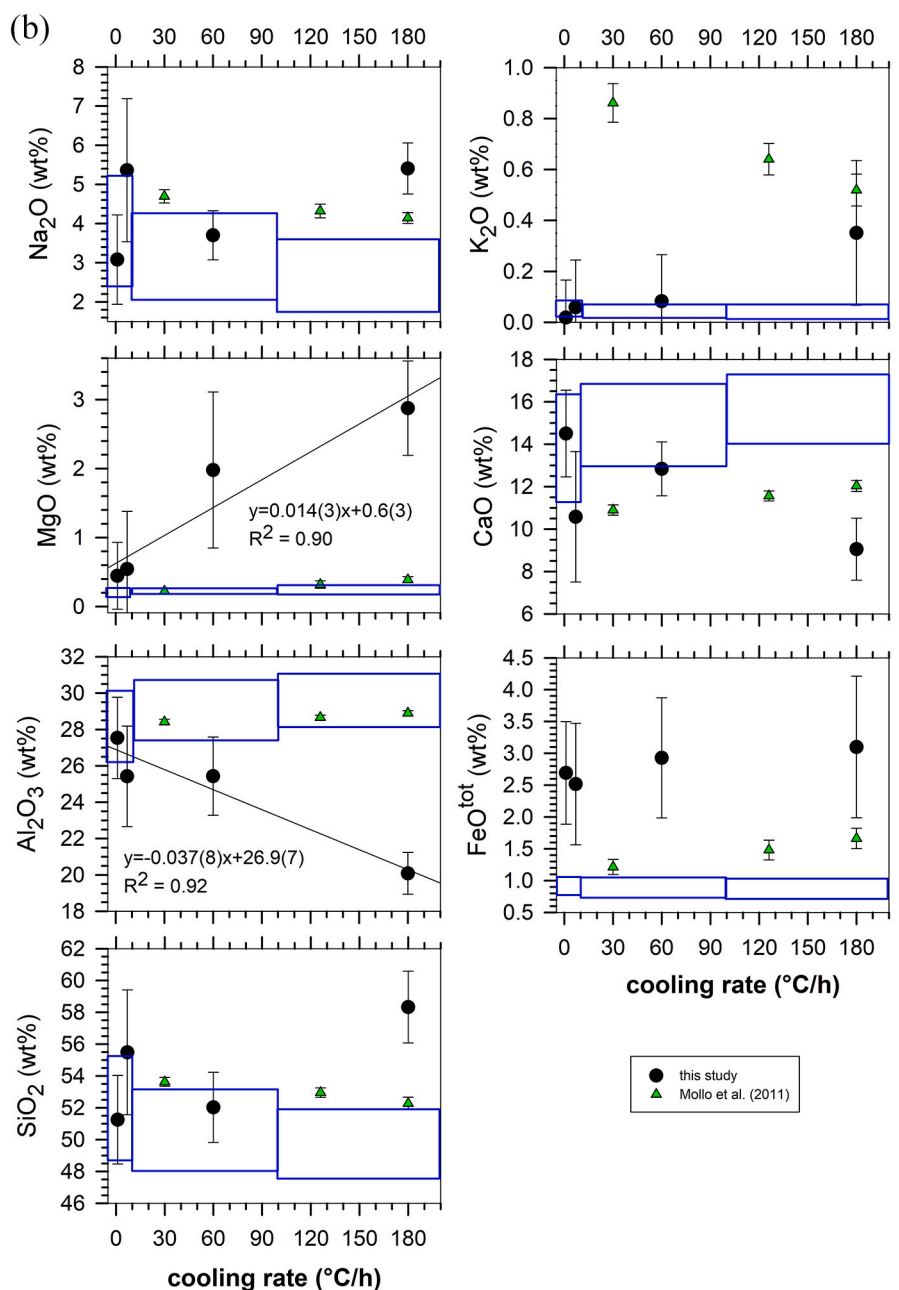 (b)
0 30 60 90 120 150 180
0 30 60 90 120 150 180
8
7
6
5
4
3
2
Na₂O (wt%)
1.0
0.8
0.6
0.4
0.2
0.0
K₂O (wt%)
3
2
1
0
MgO (wt%)
y=0.014(3)x+0.6(3)
R² = 0.90
18
16
14
12
10
8
6
CaO (wt%)
32
30
28
26
24
22
20
18
Al₂O₃ (wt%)
y=-0.037(8)x+26.9(7)
R² = 0.92
4.5
4.0
3.5
3.0
2.5
2.0
1.5
1.0
0.5
FeOᵗᵒᵗ (wt%)
0 30 60 90 120 150 180
cooling rate (°C/h)
62
60
58
56
54
52
50
48
46
SiO₂ (wt%)
0 30 60 90 120 150 180
cooling rate (°C/h)
this study
Mollo et al. (2011)